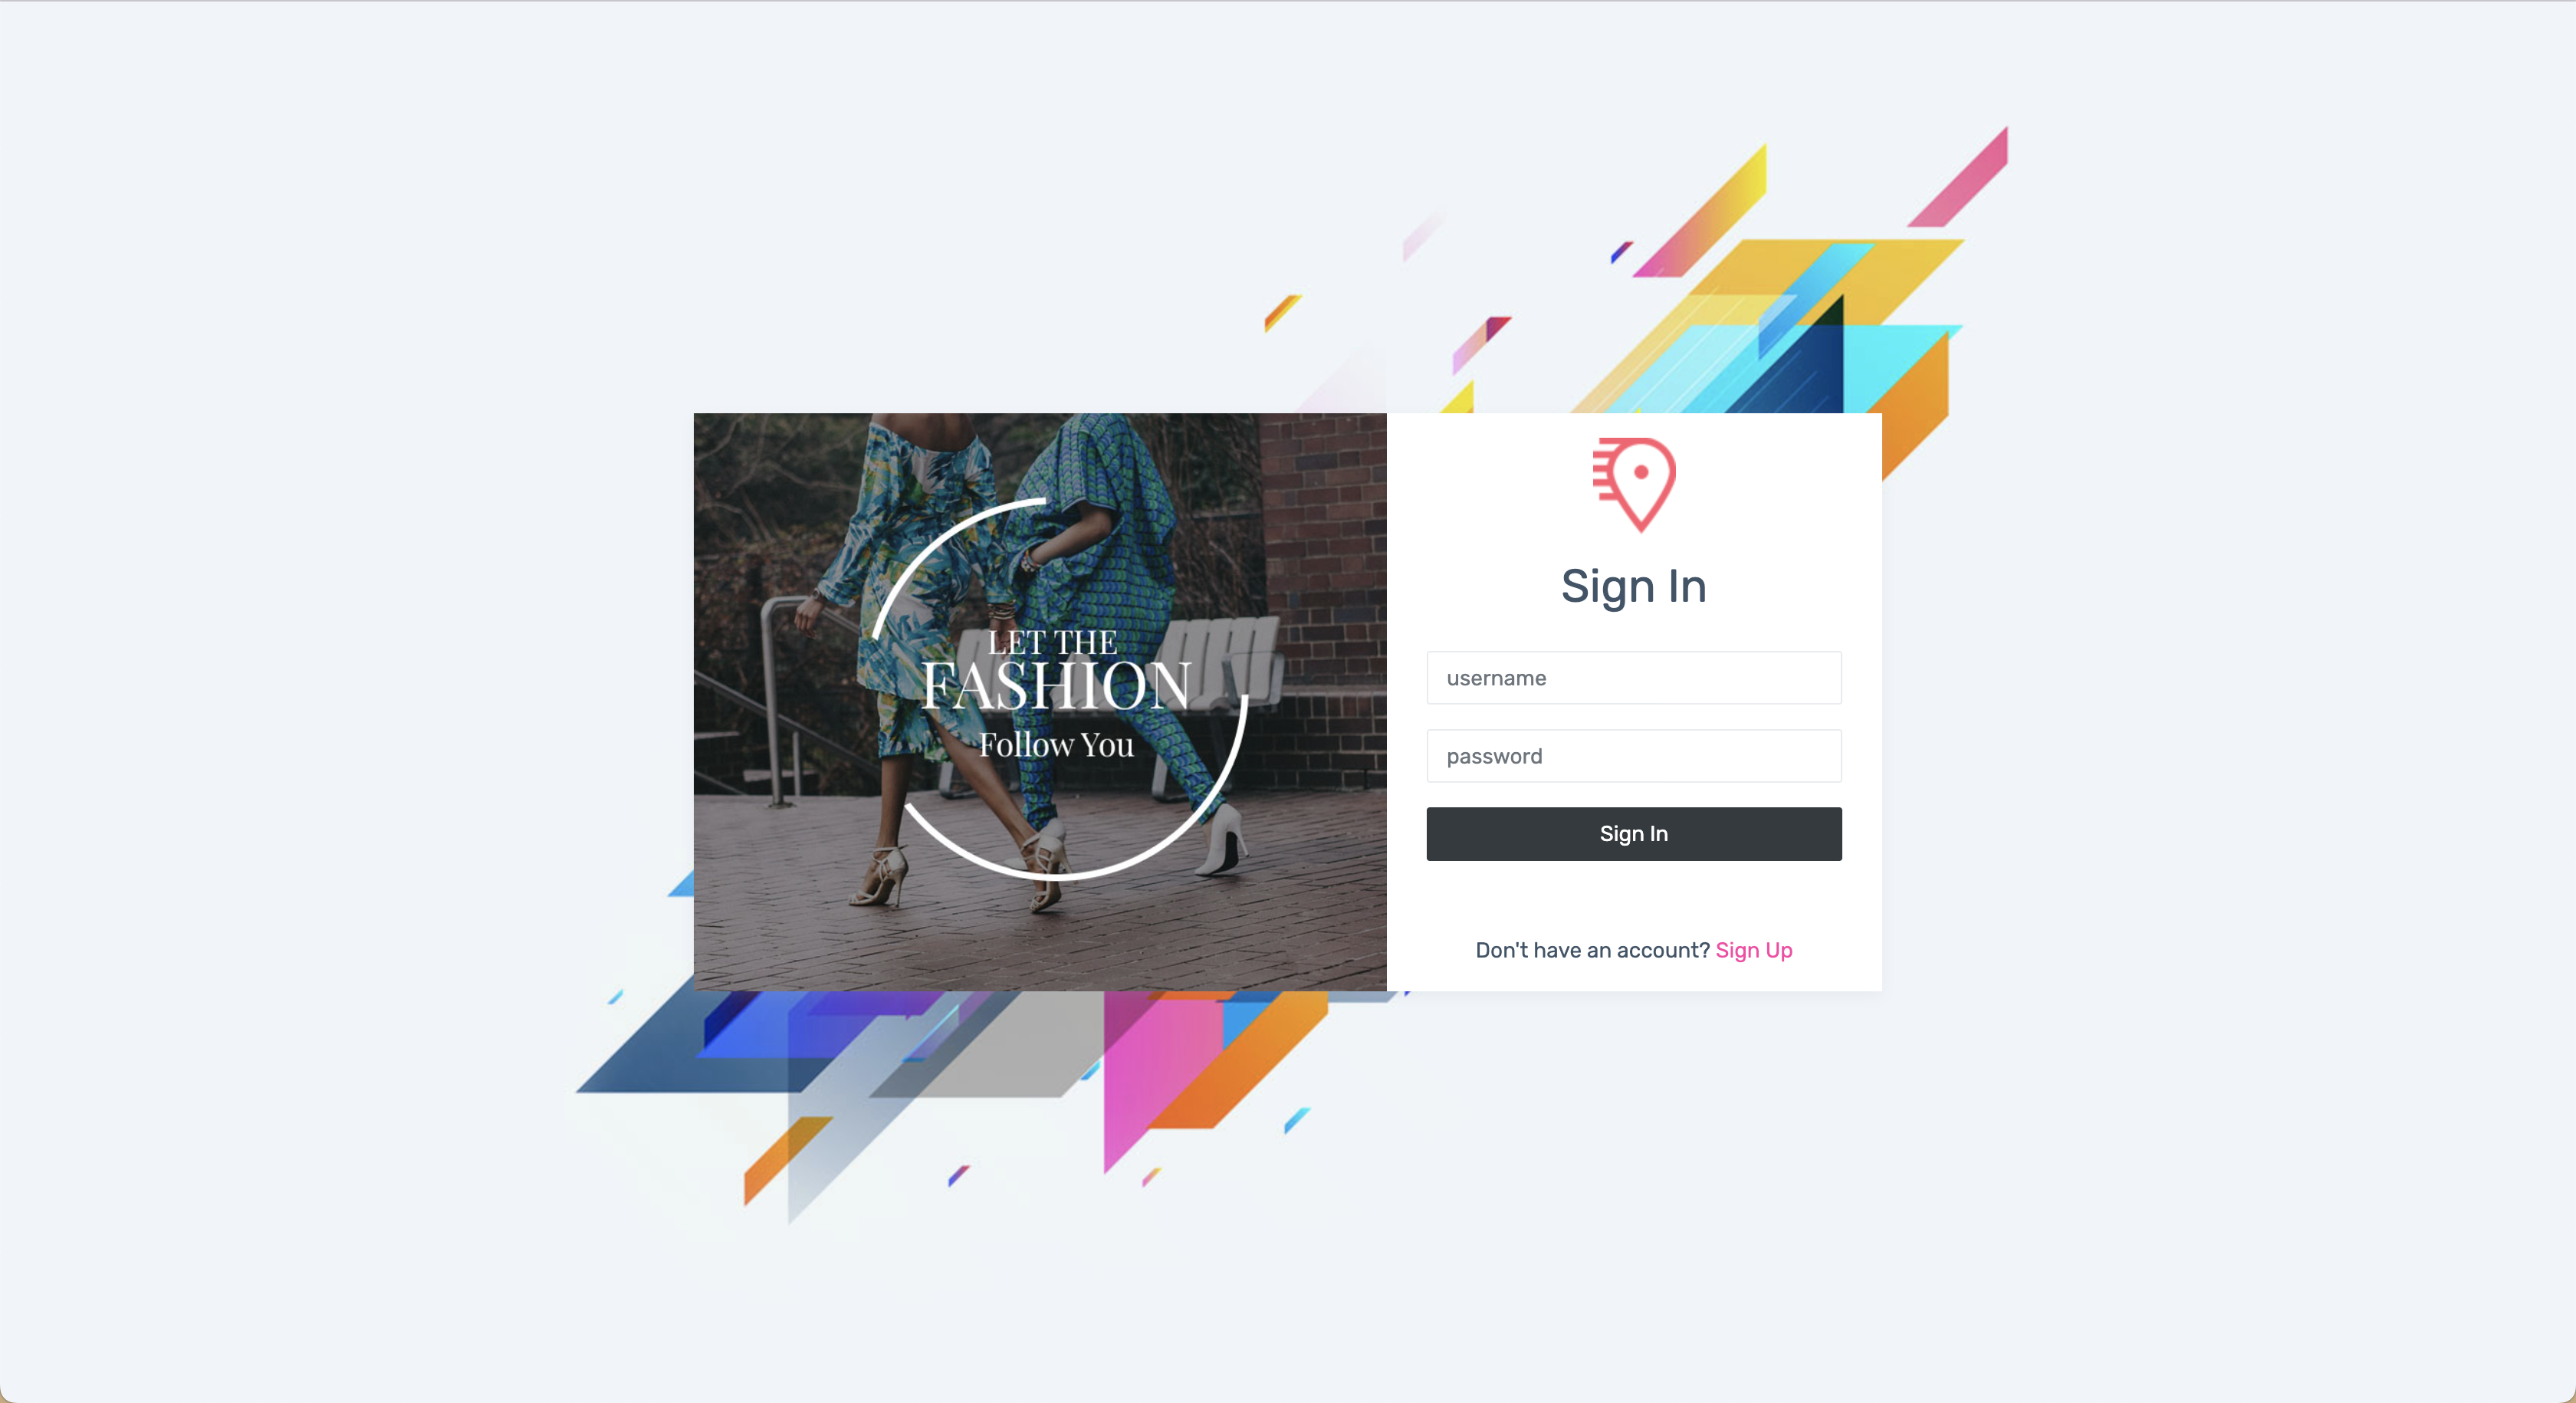 LET THE
FASHION
Follow You
Sign In
username
password
Sign In
Don't have an account? Sign Up